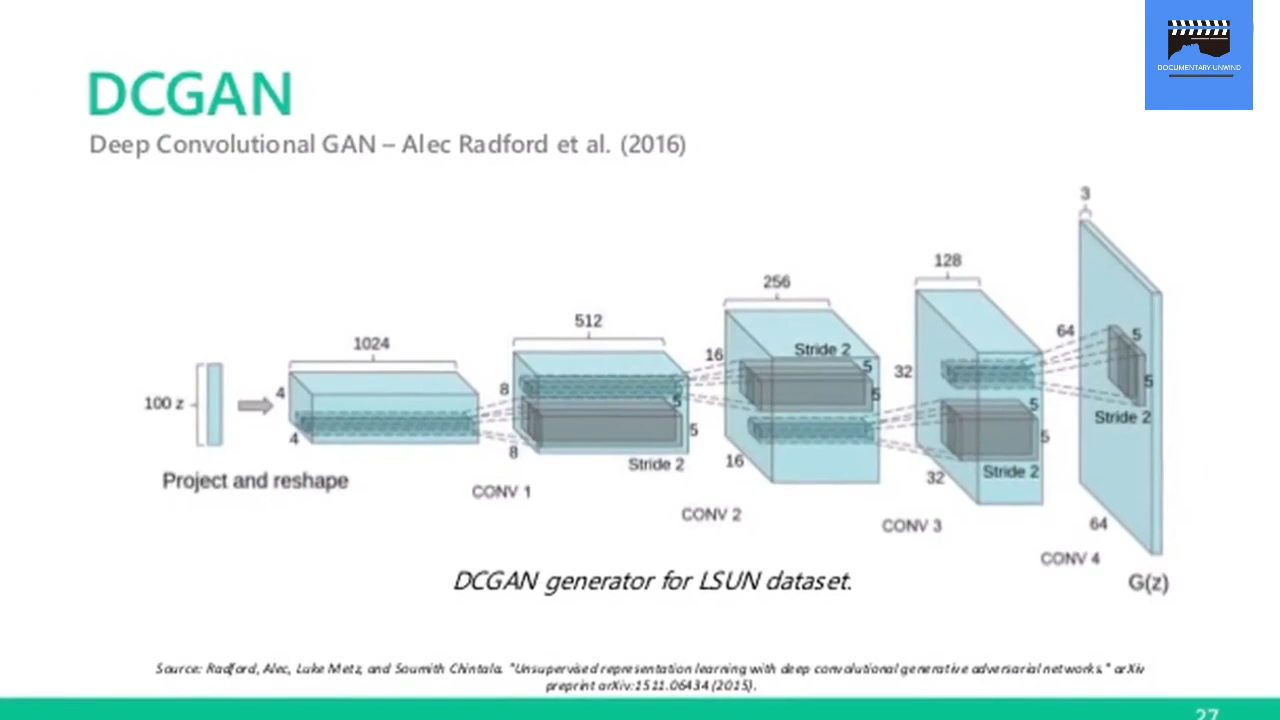 DOCUMENTARY UNWIND
DCGAN
Deep Convolutional GAN – Alec Radford et al. (2016)
3
128
256
512
1024
64
5
16
Stride 2
5
32
8
4
5
5
5
100 z
5
5
5
Stride 2
4
8
Stride 2
16
32
Stride 2
Project and reshape
CONV 1
CONV 2
CONV 3
64
CONV 4
DCGAN generator for LSUN dataset.
G(z)
Source: Radford, Alec, Luke Metz, and Soumith Chintala. "Unsupervised representation learning with deep convolutional generative adversarial networks." arXiv
preprint arXiv:1511.06434 (2015).
27